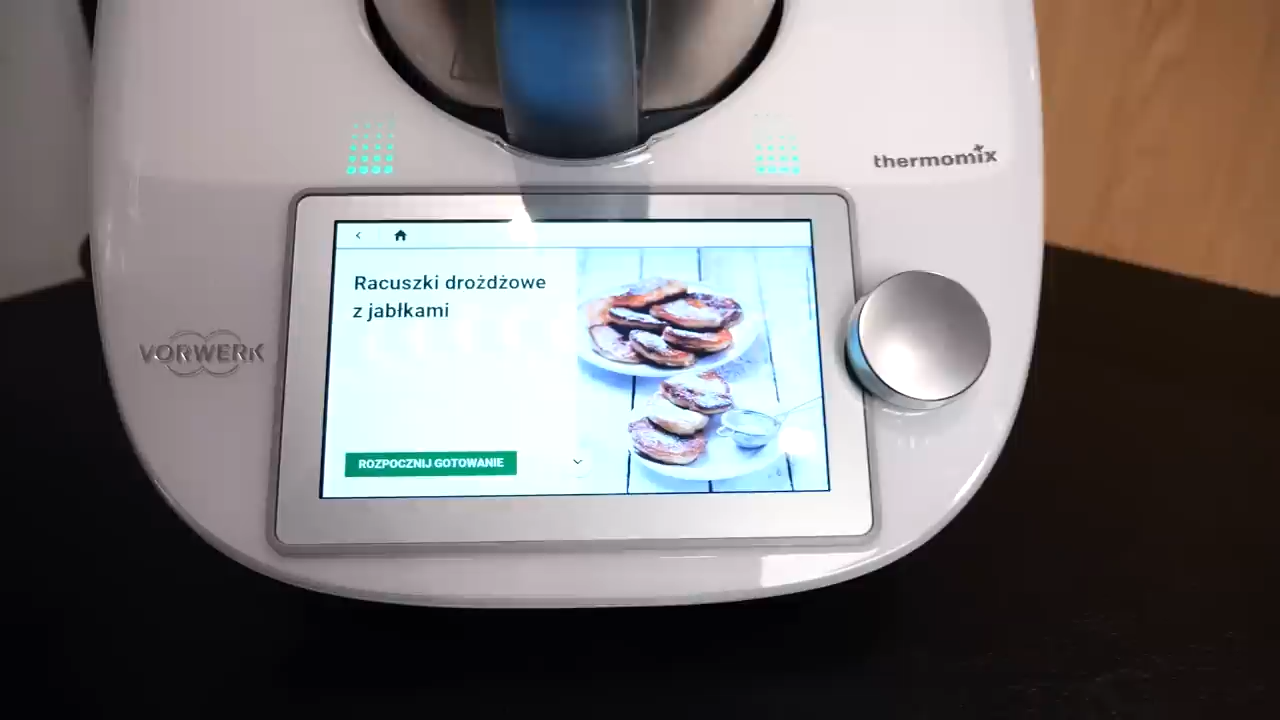 thermomix
Racuszki drożdżowe
z jabłkami
VORWERK
ROZPOCZNIJ GOTOWANIE